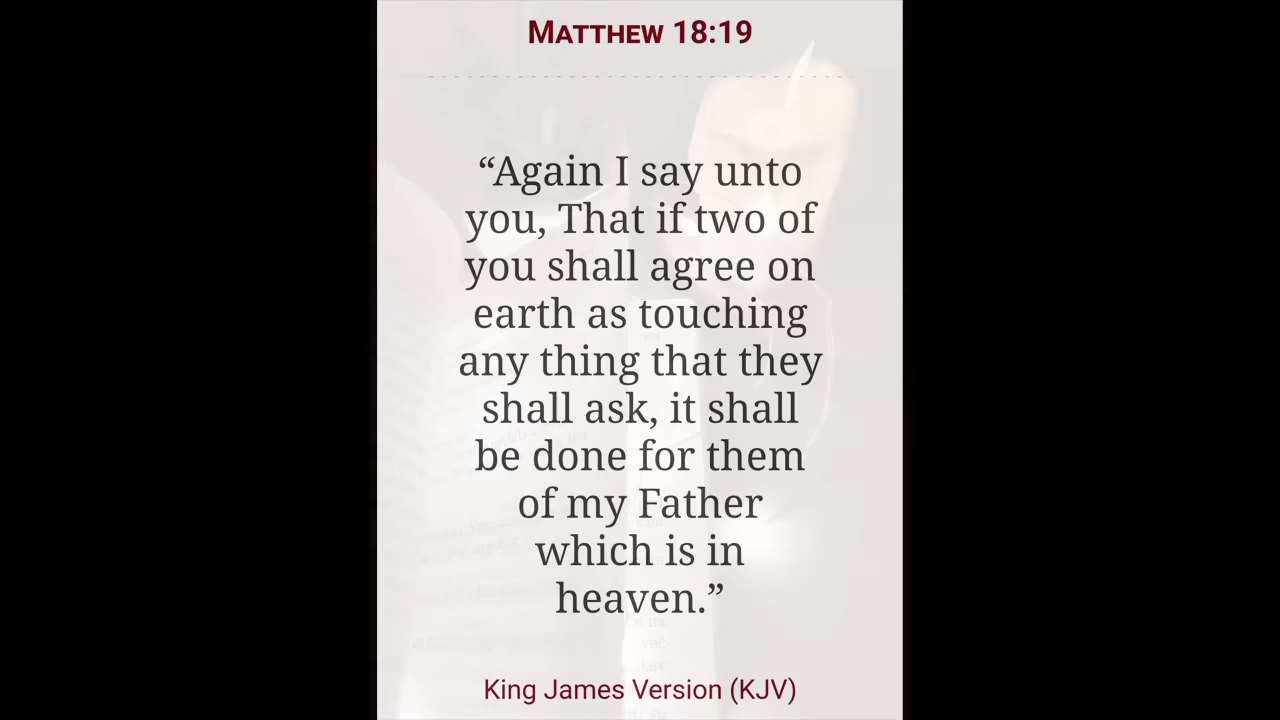 Matthew 18:19
“Again I say unto
you, That if two of
you shall agree on
earth as touching
any thing that they
shall ask, it shall
be done for them
of my Father
which is in
heaven.”
King James Version (KJV)